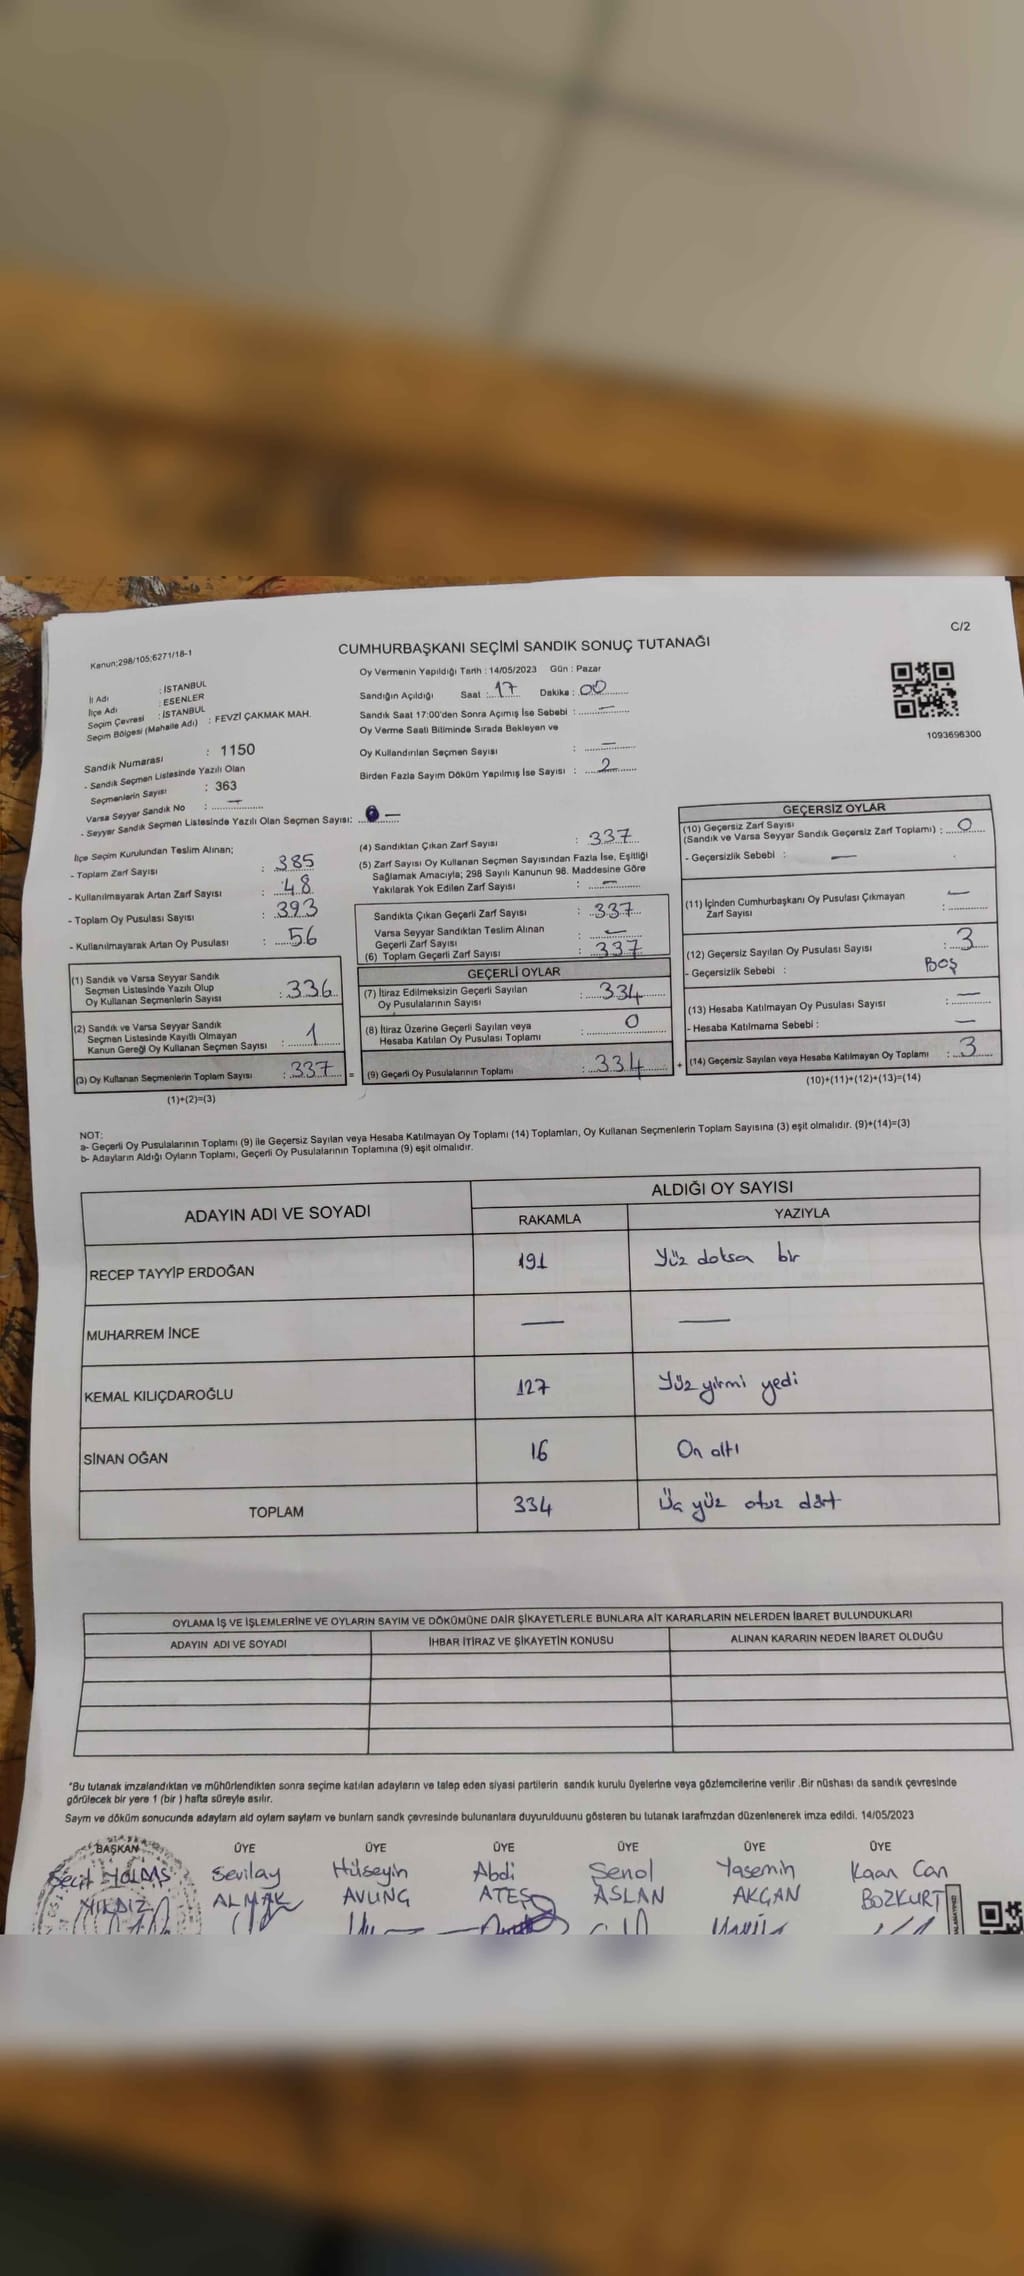 C/2
Kanun;298/105;6271/18-1
CUMHURBAŞKANI SEÇİMİ SANDIK SONUÇ TUTANAĞI
İl Adı : İSTANBUL
İlçe Adı : ESENLER
Seçim Çevresi : İSTANBUL
Seçim Bölgesi (Mahalle Adı) : FEVZİ ÇAKMAK MAH.
Sandık Numarası : 1150
- Sandık Seçmen Listesinde Yazılı Olan
Seçmenlerin Sayısı : 363
Varsa Seyyar Sandık No : —
- Seyyar Sandık Seçmen Listesinde Yazılı Olan Seçmen Sayısı: —
Oy Vermenin Yapıldığı Tarih : 14/05/2023 Gün : Pazar
Sandığın Açıldığı Saat : 17 Dakika : 00
Sandık Saat 17:00'den Sonra Açımış İse Sebebi : —
Oy Verme Saati Bitiminde Sırada Bekleyen ve
Oy Kullandırılan Seçmen Sayısı : —
Birden Fazla Sayım Döküm Yapılmış İse Sayısı : 2
1093696300
İlçe Seçim Kurulundan Teslim Alınan;
- Toplam Zarf Sayısı : 385
- Kullanılmayarak Artan Zarf Sayısı : 48
- Toplam Oy Pusulası Sayısı : 393
- Kullanılmayarak Artan Oy Pusulası : 56
(1) Sandık ve Varsa Seyyar Sandık
Seçmen Listesinde Yazılı Olup
Oy Kullanan Seçmenlerin Sayısı : 336
(2) Sandık ve Varsa Seyyar Sandık
Seçmen Listesinde Kayıtlı Olmayan
Kanun Gereği Oy Kullanan Seçmen Sayısı : 1
(3) Oy Kullanan Seçmenlerin Toplam Sayısı : 337 =
(1)+(2)=(3)
(4) Sandıktan Çıkan Zarf Sayısı : 337
(5) Zarf Sayısı Oy Kullanan Seçmen Sayısından Fazla İse, Eşitliği
Sağlamak Amacıyla; 298 Sayılı Kanunun 98. Maddesine Göre
Yakılarak Yok Edilen Zarf Sayısı : —
Sandıkta Çıkan Geçerli Zarf Sayısı : 337
Varsa Seyyar Sandıktan Teslim Alınan
Geçerli Zarf Sayısı : —
(6) Toplam Geçerli Zarf Sayısı : 337
GEÇERLİ OYLAR
(7) İtiraz Edilmeksizin Geçerli Sayılan
Oy Pusulalarının Sayısı : 334
(8) İtiraz Üzerine Geçerli Sayılan veya
Hesaba Katılan Oy Pusulası Toplamı : 0
(9) Geçerli Oy Pusulalarının Toplamı : 334 +
GEÇERSİZ OYLAR
(10) Geçersiz Zarf Sayısı
(Sandık ve Varsa Seyyar Sandık Geçersiz Zarf Toplamı) : 0
- Geçersizlik Sebebi : —
(11) İçinden Cumhurbaşkanı Oy Pusulası Çıkmayan
Zarf Sayısı : —
(12) Geçersiz Sayılan Oy Pusulası Sayısı : 3
- Geçersizlik Sebebi : BOŞ
(13) Hesaba Katılmayan Oy Pusulası Sayısı : —
- Hesaba Katılmama Sebebi : —
(14) Geçersiz Sayılan veya Hesaba Katılmayan Oy Toplamı : 3
(10)+(11)+(12)+(13)=(14)
NOT:
a- Geçerli Oy Pusulalarının Toplamı (9) ile Geçersiz Sayılan veya Hesaba Katılmayan Oy Toplamı (14) Toplamları, Oy Kullanan Seçmenlerin Toplam Sayısına (3) eşit olmalıdır. (9)+(14)=(3)
b- Adayların Aldığı Oyların Toplamı, Geçerli Oy Pusulalarının Toplamına (9) eşit olmalıdır.
ADAYIN ADI VE SOYADI ALDIĞI OY SAYISI
RAKAMLA YAZIYLA
RECEP TAYYİP ERDOĞAN 191 Yüz doksa bir
MUHARREM İNCE — —
KEMAL KILIÇDAROĞLU 127 Yüz yirmi yedi
SİNAN OĞAN 16 On altı
TOPLAM 334 Üç yüz otuz dört
OYLAMA İŞ VE İŞLEMLERİNE VE OYLARIN SAYIM VE DÖKÜMÜNE DAİR ŞİKAYETLERLE BUNLARA AİT KARARLARIN NELERDEN İBARET BULUNDUKLARI
ADAYIN ADI VE SOYADI İHBAR İTİRAZ VE ŞİKAYETİN KONUSU ALINAN KARARIN NEDEN İBARET OLDUĞU
*Bu tutanak imzalandıktan ve mühürlendikten sonra seçime katılan adayların ve talep eden siyasi partilerin sandık kurulu üyelerine veya gözlemcilerine verilir .Bir nüshası da sandık çevresinde
görülecek bir yere 1 (bir ) hafta süreyle asılır.
Sayım ve döküm sonucunda adayların ald oyların sayları ve bunların sandk çevresinde bulunanlara duyurulduunu gösteren bu tutanak tarafmzdan düzenlenerek imza edildi. 14/05/2023
BAŞKAN ÜYE ÜYE ÜYE ÜYE ÜYE ÜYE
Sevilay Hüseyin Abdi Şenol Yasemin Kaan Can
YILDIZ ALMAK AVUNG ATEŞ ASLAN AKÇAN BOZKURT